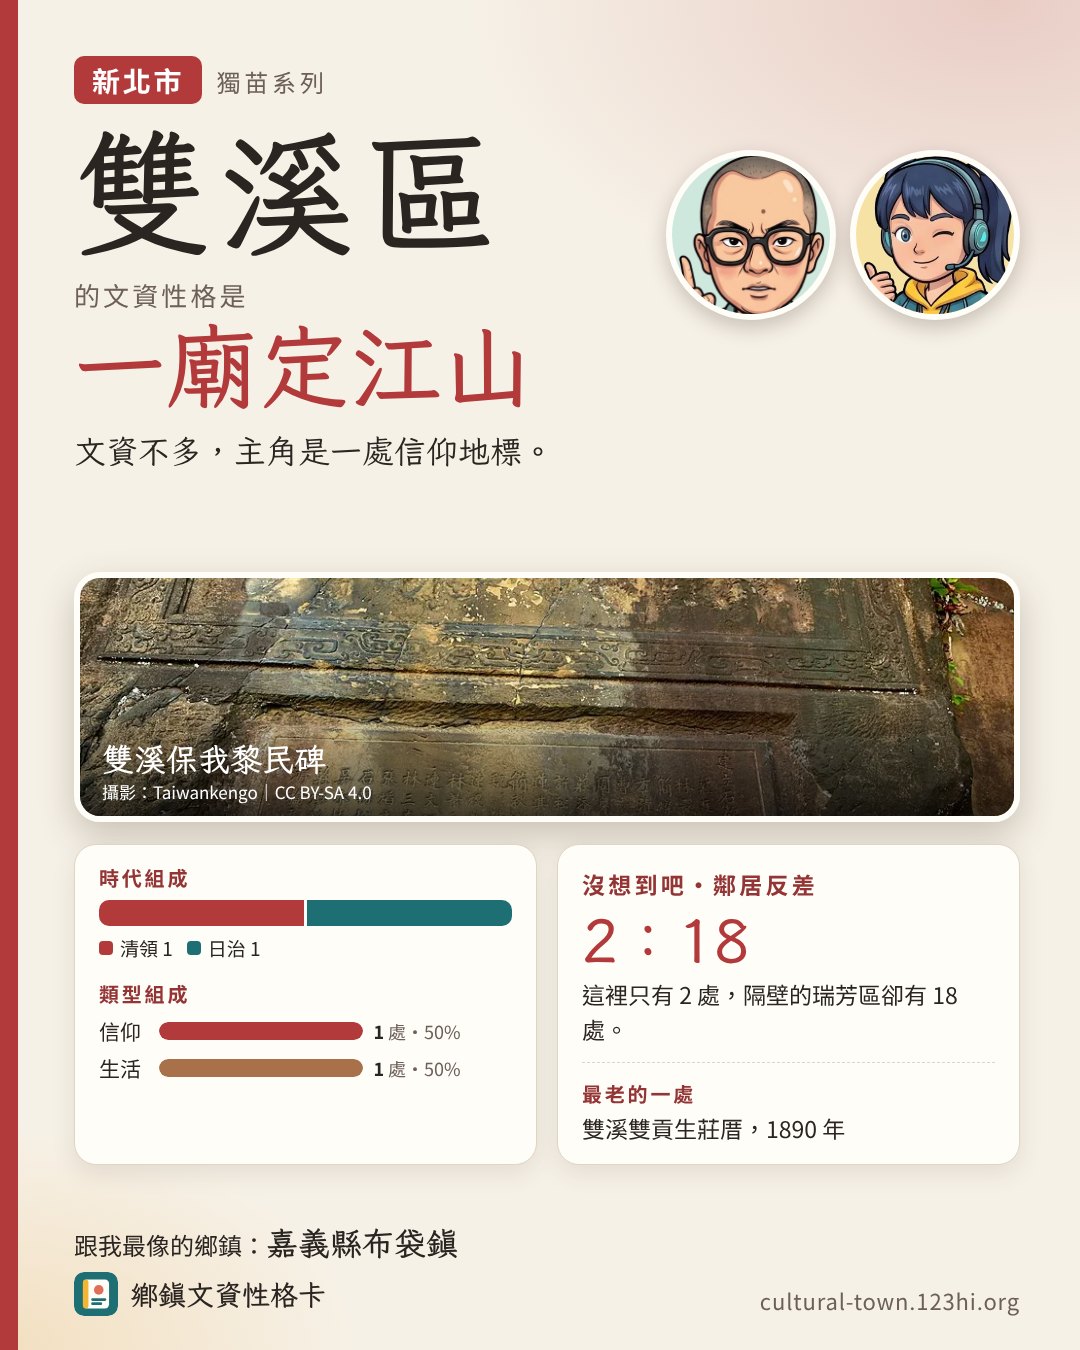 新北市 獨苗系列
雙溪區
的文資性格是
一廟定江山
文資不多，主角是一處信仰地標。
雙溪保我黎民碑
攝影：Taiwankengo｜CC BY-SA 4.0
時代組成
清領 1 日治 1
類型組成
信仰 1 處・50%
生活 1 處・50%
沒想到吧・鄰居反差
2：18
這裡只有 2 處，隔壁的瑞芳區卻有 18
處。
最老的一處
雙溪雙貢生莊厝，1890 年
跟我最像的鄉鎮：嘉義縣布袋鎮
鄉鎮文資性格卡
cultural-town.123hi.org